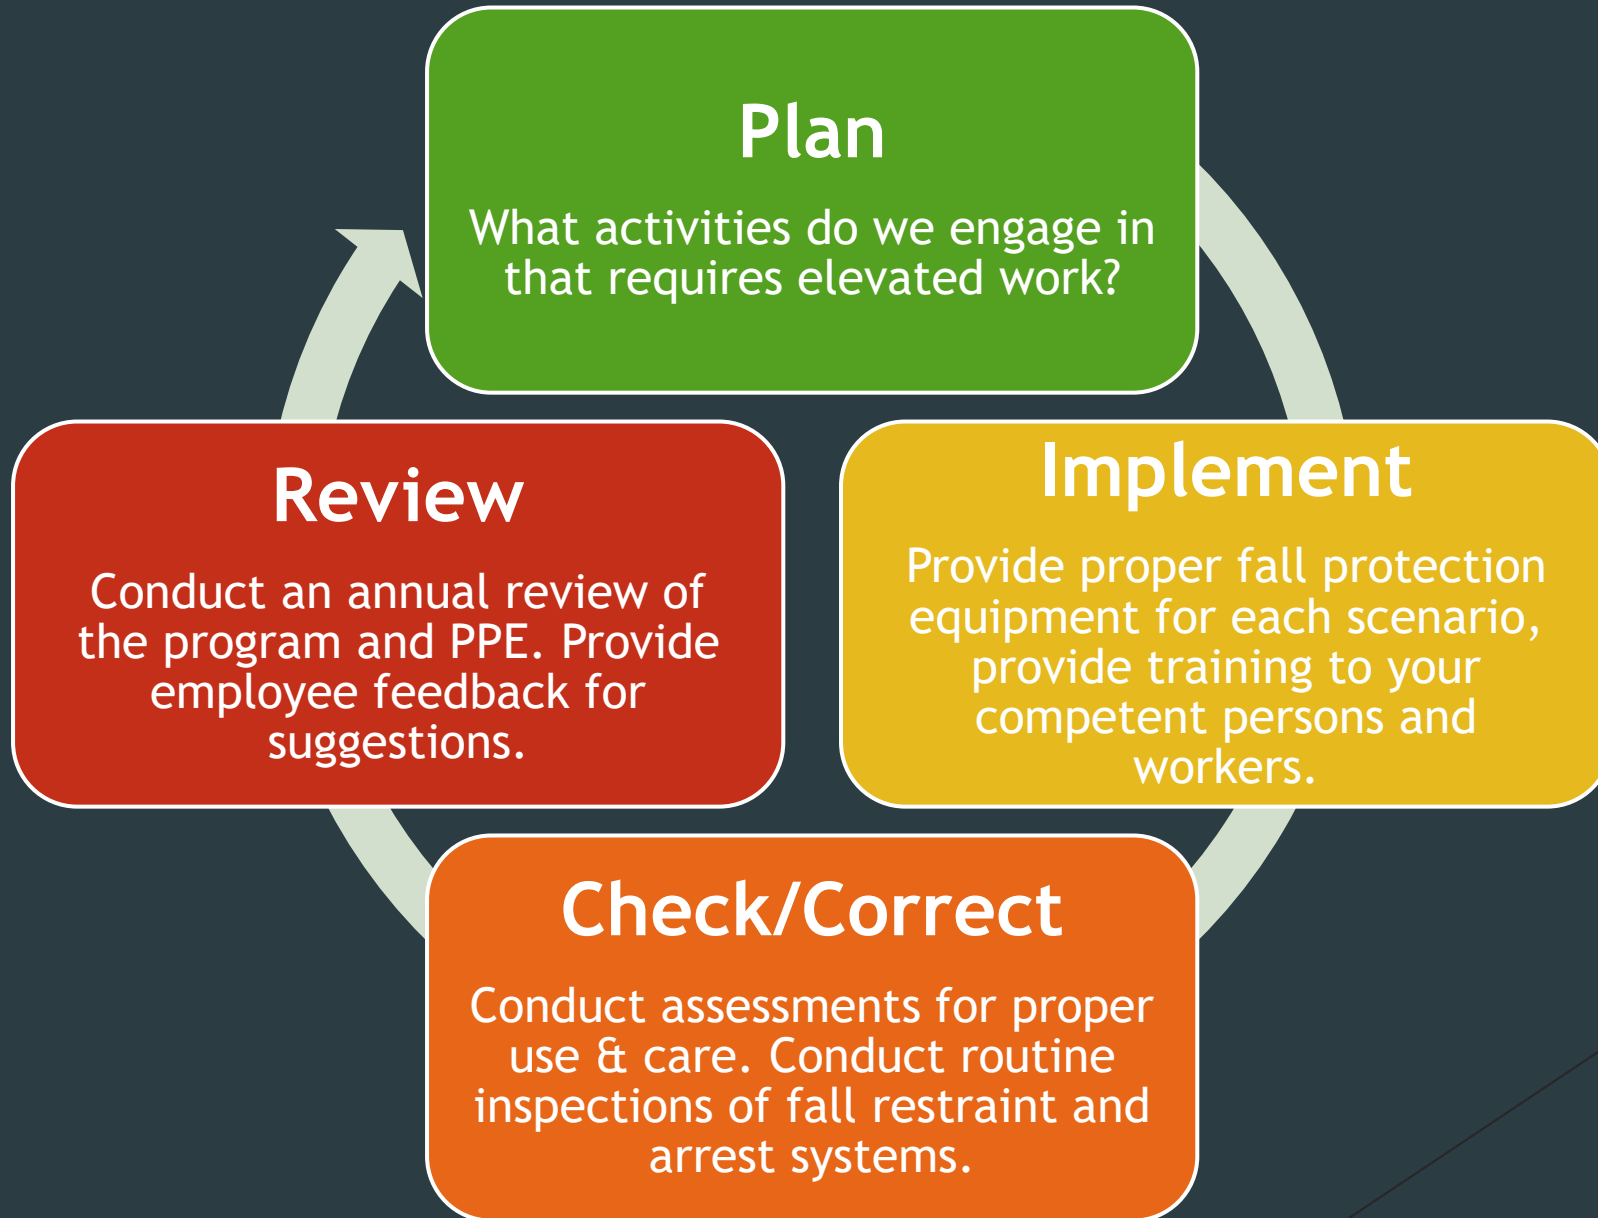 Plan
What activities do we engage in
that requires elevated work?
Implement
Provide proper fall protection
equipment for each scenario,
provide training to your
competent persons and
workers.
Check/Correct
Conduct assessments for proper
use & care. Conduct routine
inspections of fall restraint and
arrest systems.
Review
Conduct an annual review of
the program and PPE. Provide
employee feedback for
suggestions.